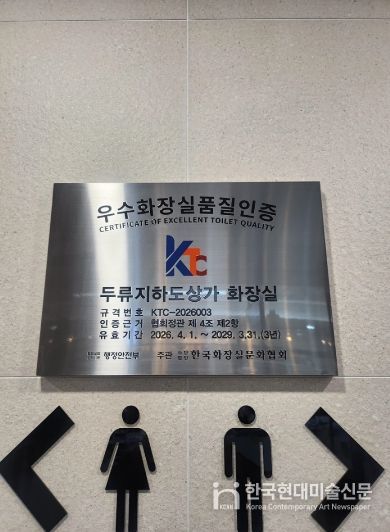 우수화장실품질인증
CERTIFICATE OF EXCELLENT TOILET QUALITY
KTC
두류지하도상가 화장실
규격번호 KTC-2026003
인증근거 협회정관 제 4조 제2항
유효기간 2026. 4. 1. ~ 2029. 3.31.(3년)
행정안전부 주관 한국화장실문화협회
한국현대미술신문
KCAN Korea Contemporary Art Newspaper